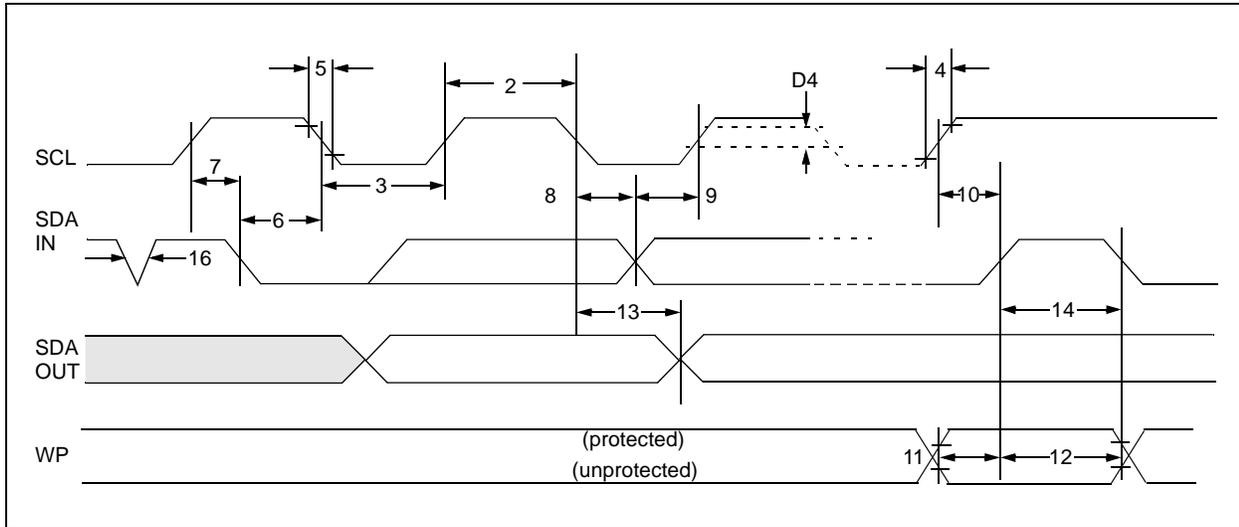 5
2
4
D4
SCL
7
3
8
9
10
SDA
IN
6
16
13
14
SDA
OUT
WP
(protected)
(unprotected)
11
12